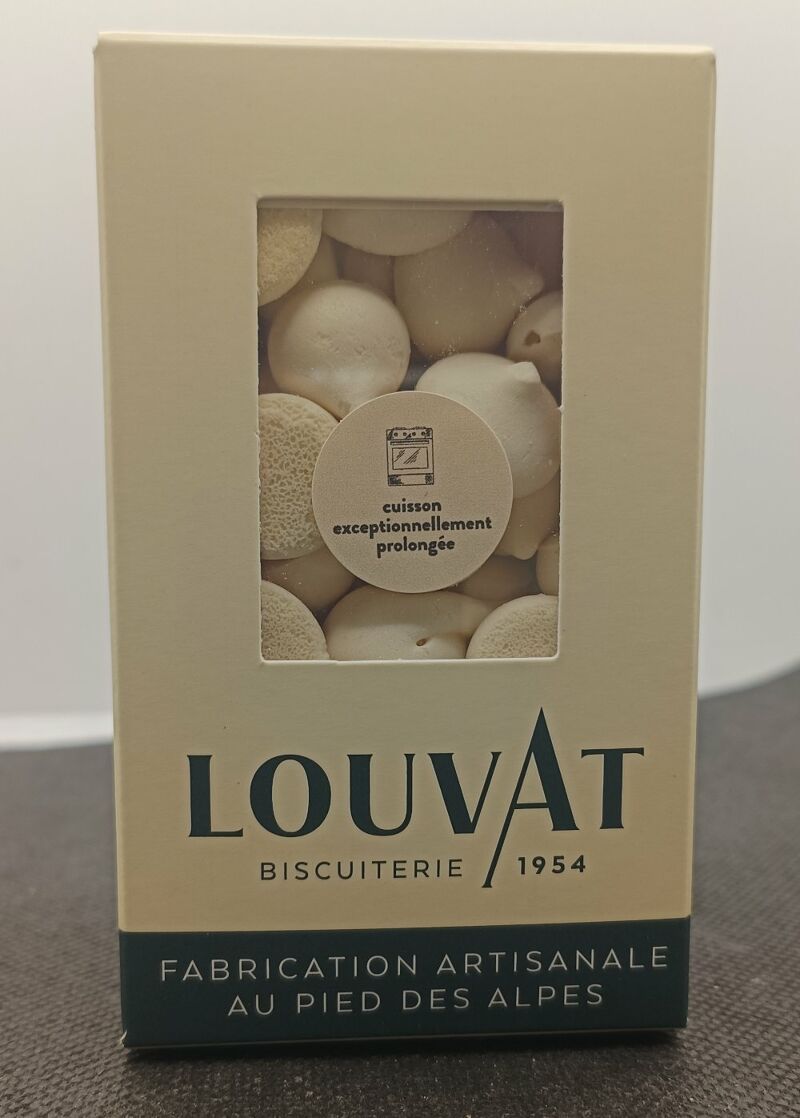 cuisson
exceptionnellement
prolongée
LOUVAT
BISCUITERIE 1954
FABRICATION ARTISANALE
AU PIED DES ALPES